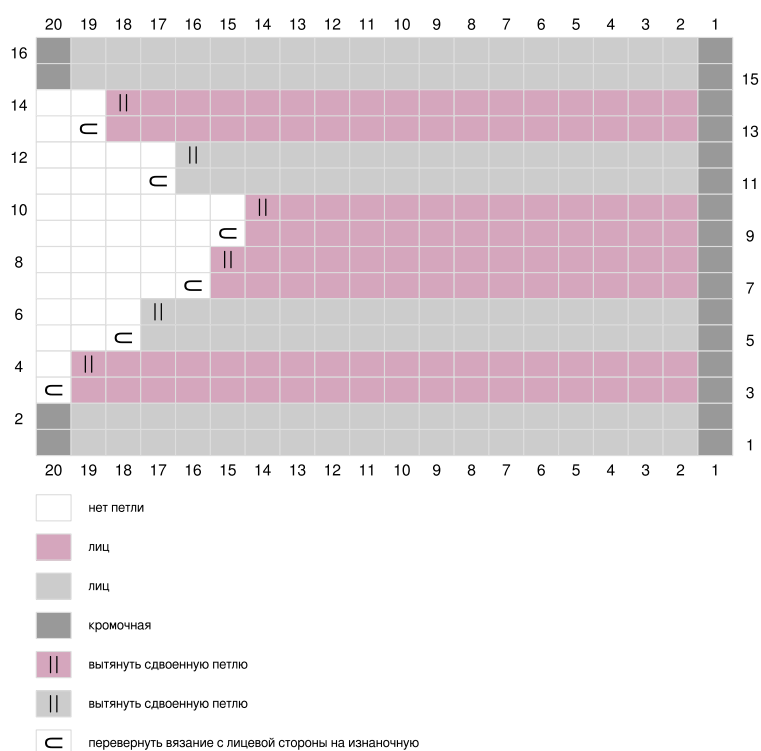 20 19 18 17 16 15 14 13 12 11 10 9 8 7 6 5 4 3 2 1
16
15
14
13
12
11
10
9
8
7
6
5
4
3
2
1
20 19 18 17 16 15 14 13 12 11 10 9 8 7 6 5 4 3 2 1
нет петли
лиц
лиц
кромочная
вытянуть сдвоенную петлю
вытянуть сдвоенную петлю
перевернуть вязание с лицевой стороны на изнаночную